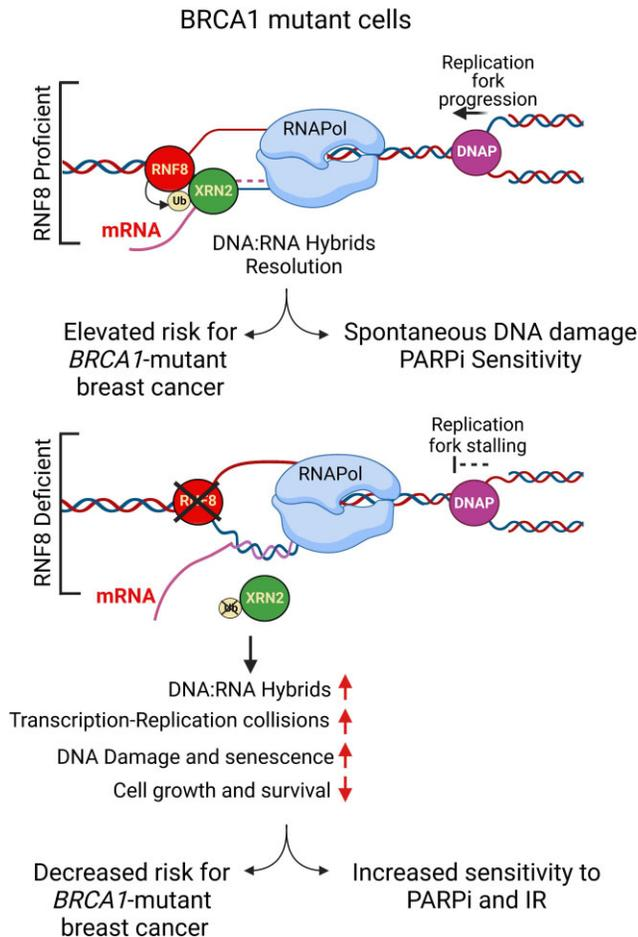 BRCA1 mutant cells
RNF8 Proficient
Replication
fork
progression
RNAPol
DNAP
RNF8
Ub
XRN2
mRNA
DNA:RNA Hybrids
Resolution
Elevated risk for
BRCA1-mutant
breast cancer
Spontaneous DNA damage
PARPi Sensitivity
RNF8 Deficient
Replication
fork stalling
RNAPol
DNAP
RNF8
mRNA
Ub
XRN2
DNA:RNA Hybrids
Transcription-Replication collisions
DNA Damage and senescence
Cell growth and survival
Decreased risk for
BRCA1-mutant
breast cancer
Increased sensitivity to
PARPi and IR